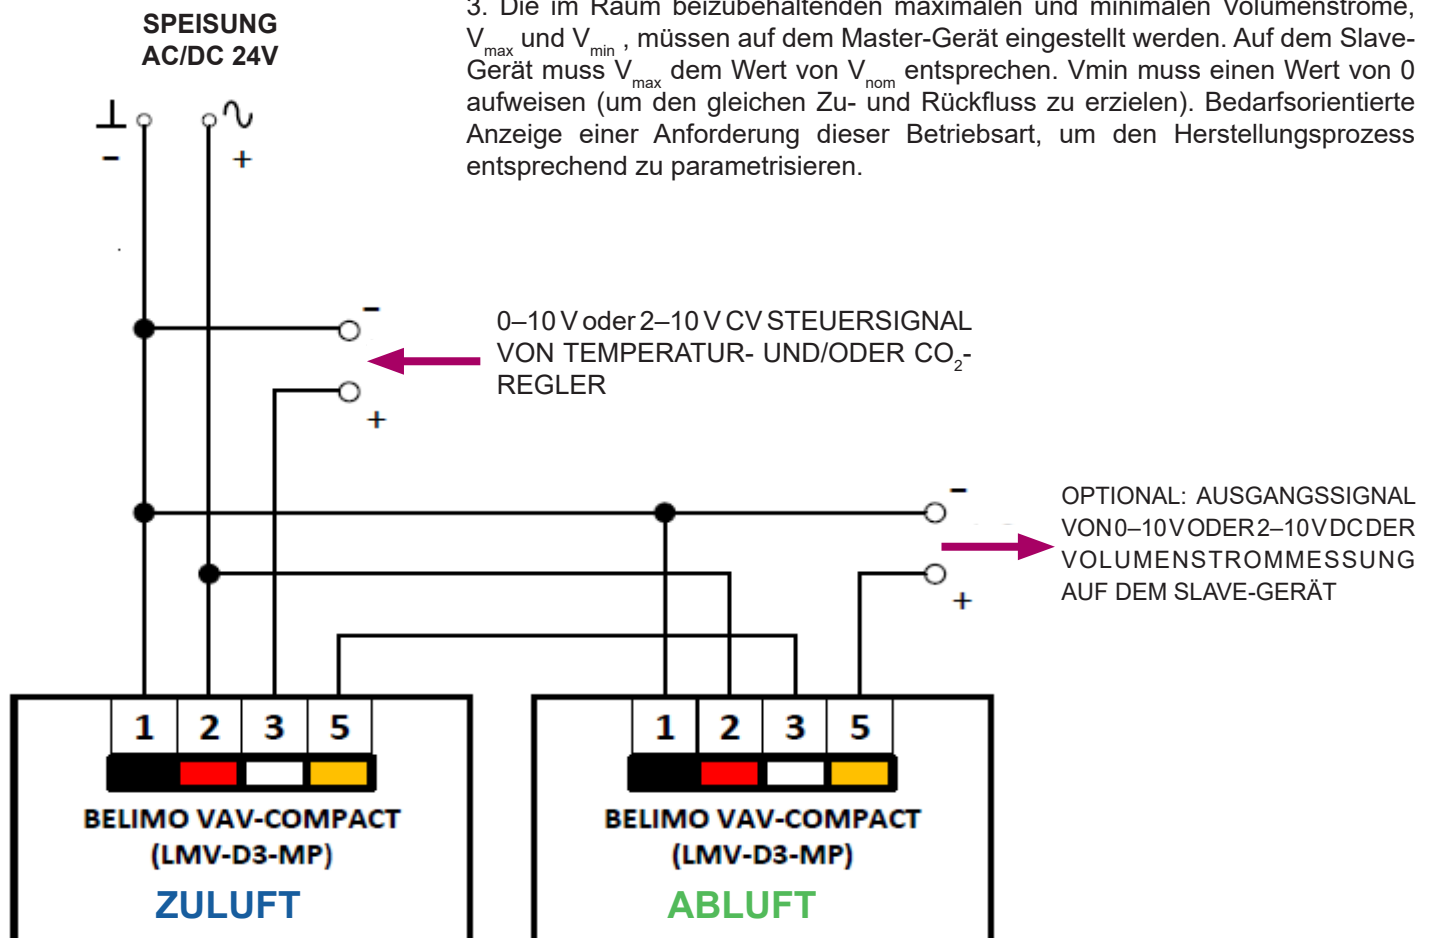 SPEISUNG
AC/DC 24V
3. Die im Raum beizubehaltenden maximalen und minimalen Volumenströme,
Vmax und Vmin , müssen auf dem Master-Gerät eingestellt werden. Auf dem Slave-
Gerät muss Vmax dem Wert von Vnom entsprechen. Vmin muss einen Wert von 0
aufweisen (um den gleichen Zu- und Rückfluss zu erzielen). Bedarfsorientierte
Anzeige einer Anforderung dieser Betriebsart, um den Herstellungsprozess
entsprechend zu parametrisieren.
⊥ ∿
- +
-
0–10 V oder 2–10 V CV STEUERSIGNAL
VON TEMPERATUR- UND/ODER CO2-
REGLER
+
-
OPTIONAL: AUSGANGSSIGNAL
VON 0–10 V ODER 2–10 V DC DER
VOLUMENSTROMMESSUNG
AUF DEM SLAVE-GERÄT
+
1 2 3 5
BELIMO VAV-COMPACT
(LMV-D3-MP)
ZULUFT
1 2 3 5
BELIMO VAV-COMPACT
(LMV-D3-MP)
ABLUFT